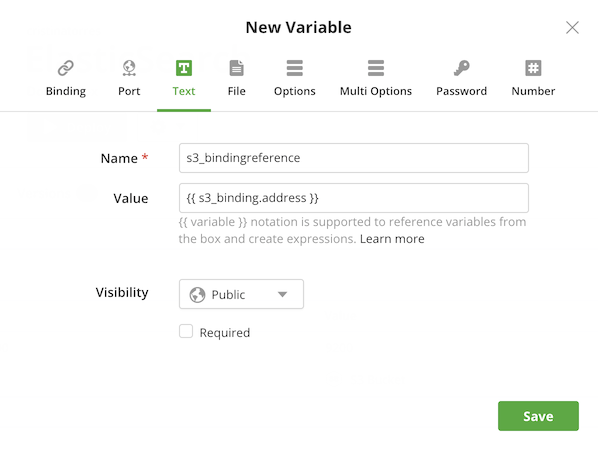 New Variable
Binding Port Text File Options Multi Options Password Number
Name * s3_bindingreference
Value {{ s3_binding.address }}
{{ variable }} notation is supported to reference variables from
the box and create expressions. Learn more
Visibility Public
Required
Save